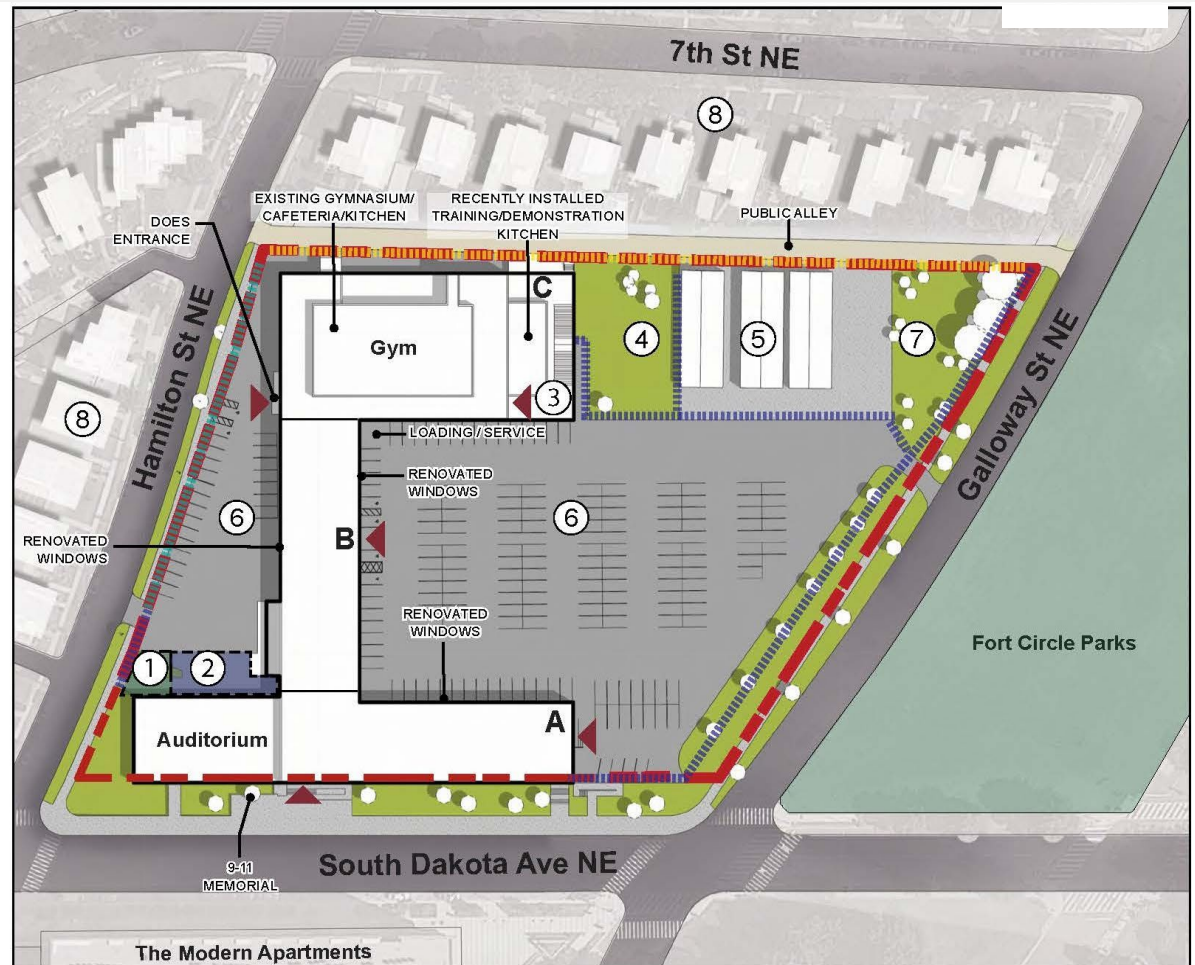 7th St NE
8
EXISTING GYMNASIUM/
CAFETERIA/KITCHEN
RECENTLY INSTALLED
TRAINING/DEMONSTRATION
KITCHEN
DOES
ENTRANCE
PUBLIC ALLEY
C
Gym
4
5
7
3
8
Hamilton St NE
Galloway St NE
LOADING / SERVICE
RENOVATED
WINDOWS
6
6
B
RENOVATED
WINDOWS
RENOVATED
WINDOWS
Fort Circle Parks
1
2
A
Auditorium
9-11
MEMORIAL
South Dakota Ave NE
The Modern Apartments